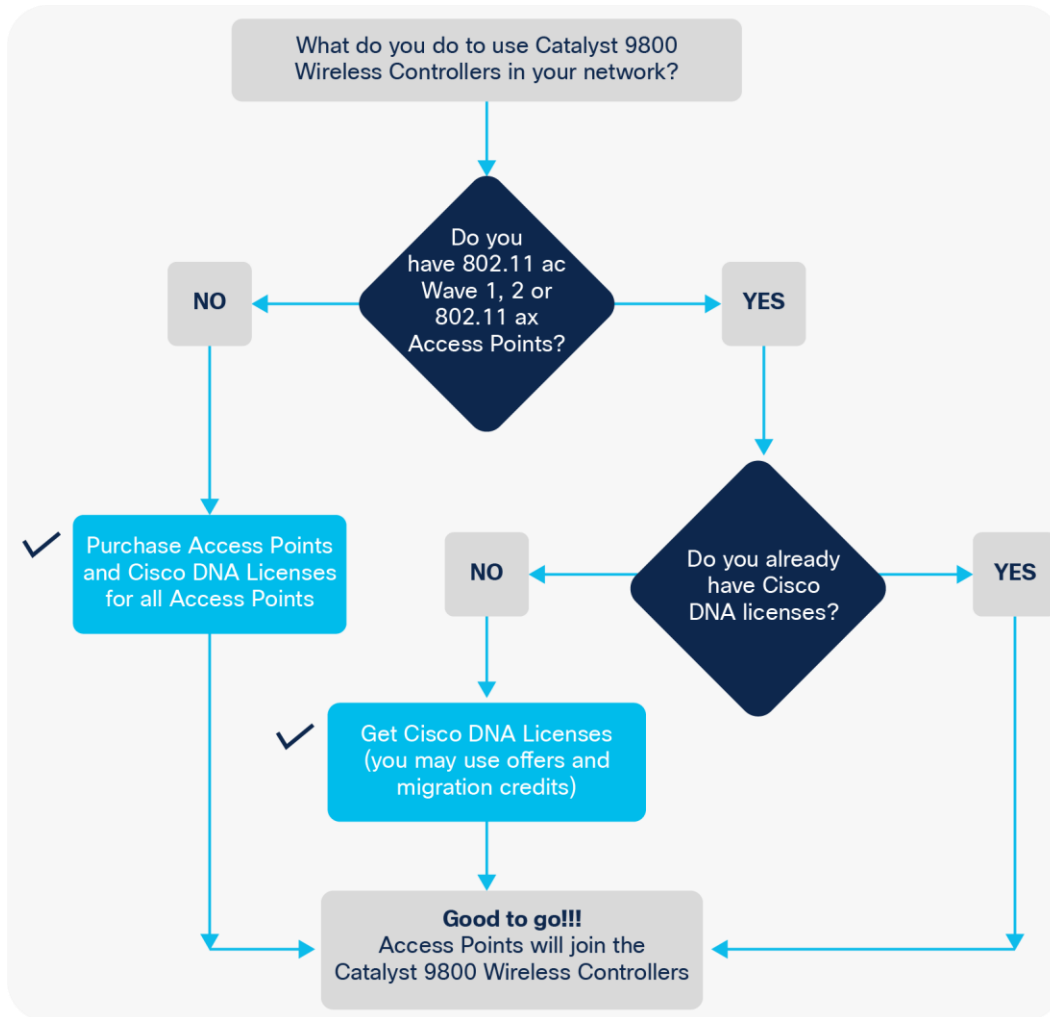 What do you do to use Catalyst 9800
Wireless Controllers in your network?
Do you
have 802.11 ac
Wave 1, 2 or
802.11 ax
Access Points?
NO
YES
Purchase Access Points
and Cisco DNA Licenses
for all Access Points
NO
Do you already
have Cisco
DNA licenses?
YES
Get Cisco DNA Licenses
(you may use offers and
migration credits)
Good to go!!!
Access Points will join the
Catalyst 9800 Wireless Controllers